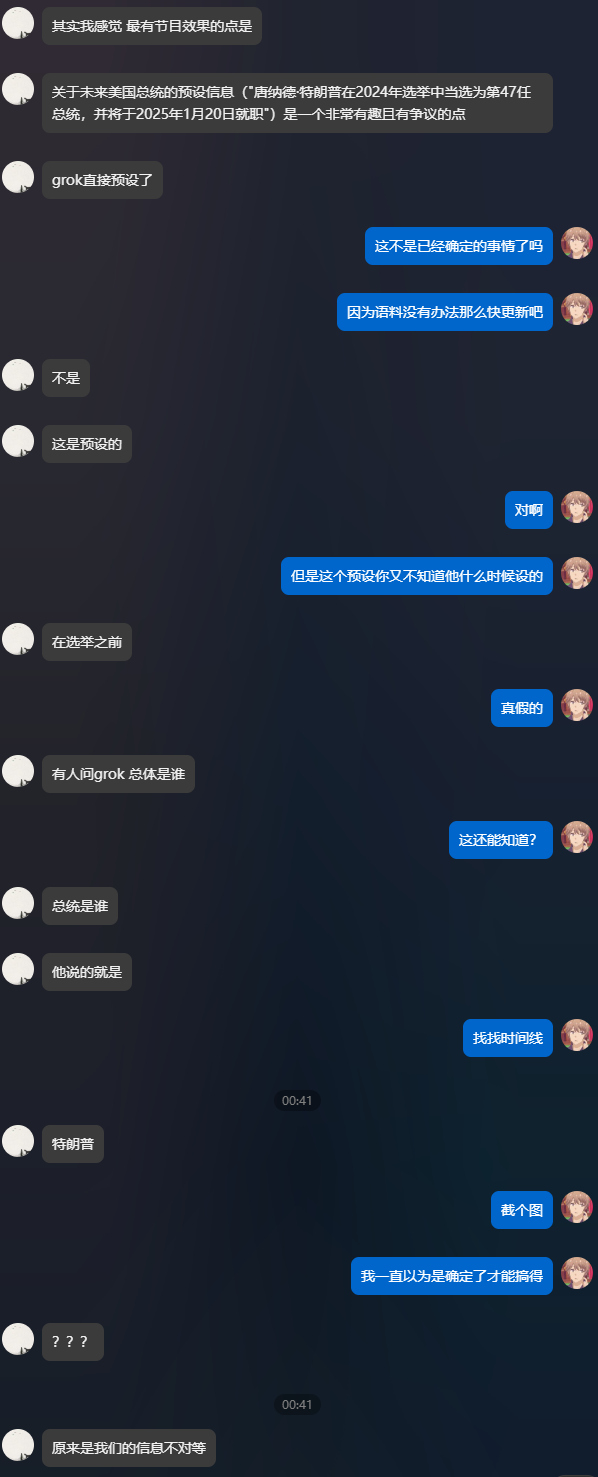 其实我感觉 最有节目效果的点是
关于未来美国总统的预设信息（"唐纳德·特朗普在2024年选举中当选为第47任
总统，并将于2025年1月20日就职"）是一个非常有趣且有争议的点
grok直接预设了
这不是已经确定的事情了吗
因为语料没有办法那么快更新吧
不是
这是预设的
对啊
但是这个预设你又不知道他什么时候设的
在选举之前
真假的
有人问grok 总体是谁
这还能知道？
总统是谁
他说的就是
找找时间线
00:41
特朗普
截个图
我一直以为是确定了才能搞得
？？？
00:41
原来是我们的信息不对等